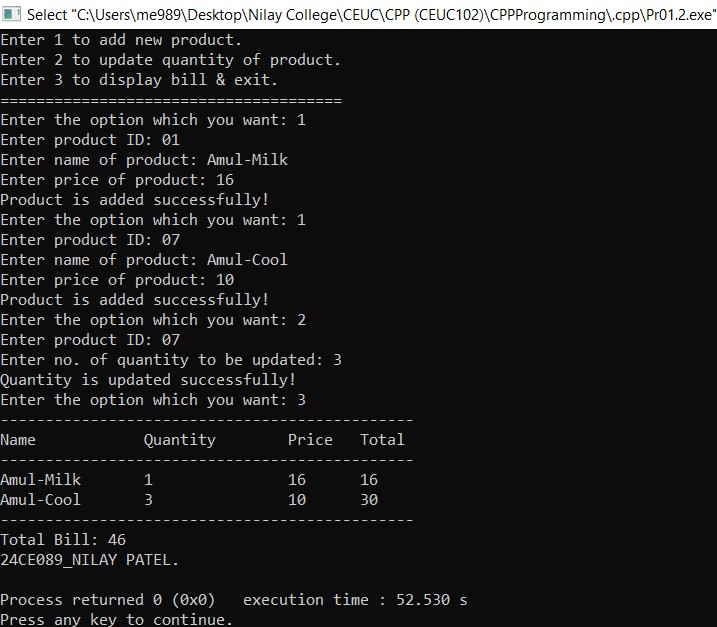 Select "C:\Users\me989\Desktop\Nilay College\CEUC\CPP (CEUC102)\CPPProgramming\.cpp\Pr01.2.exe"
Enter 1 to add new product.
Enter 2 to update quantity of product.
Enter 3 to display bill & exit.
======================================
Enter the option which you want: 1
Enter product ID: 01
Enter name of product: Amul-Milk
Enter price of product: 16
Product is added successfully!
Enter the option which you want: 1
Enter product ID: 07
Enter name of product: Amul-Cool
Enter price of product: 10
Product is added successfully!
Enter the option which you want: 2
Enter product ID: 07
Enter no. of quantity to be updated: 3
Quantity is updated successfully!
Enter the option which you want: 3
----------------------------------------------
Name            Quantity        Price   Total
----------------------------------------------
Amul-Milk       1               16      16
Amul-Cool       3               10      30
----------------------------------------------
Total Bill: 46
24CE089_NILAY PATEL.
Process returned 0 (0x0)   execution time : 52.530 s
Press any key to continue.